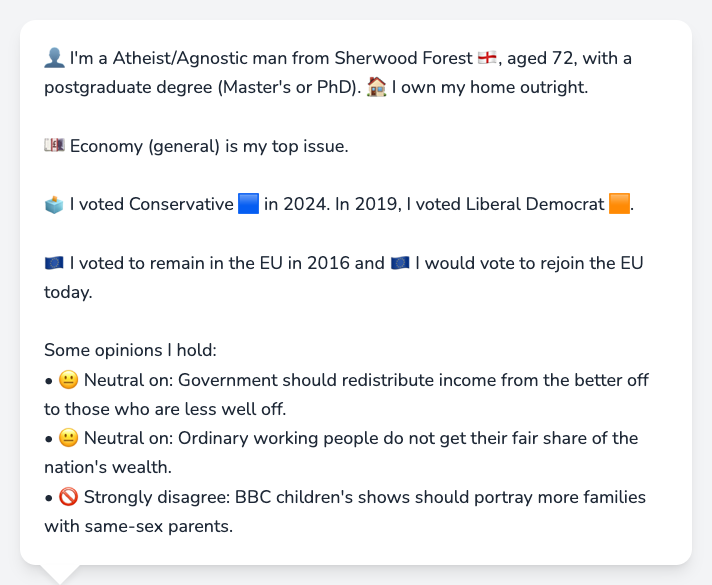 👤 I'm a Atheist/Agnostic man from Sherwood Forest 🏴󠁧󠁢󠁥󠁮󠁧󠁿, aged 72, with a
postgraduate degree (Master's or PhD). 🏠 I own my home outright.
💷 Economy (general) is my top issue.
🗳️ I voted Conservative 🟦 in 2024. In 2019, I voted Liberal Democrat 🟧.
🇪🇺 I voted to remain in the EU in 2016 and 🇪🇺 I would vote to rejoin the EU
today.
Some opinions I hold:
• 😐 Neutral on: Government should redistribute income from the better off
to those who are less well off.
• 😐 Neutral on: Ordinary working people do not get their fair share of the
nation's wealth.
• 🚫 Strongly disagree: BBC children's shows should portray more families
with same-sex parents.